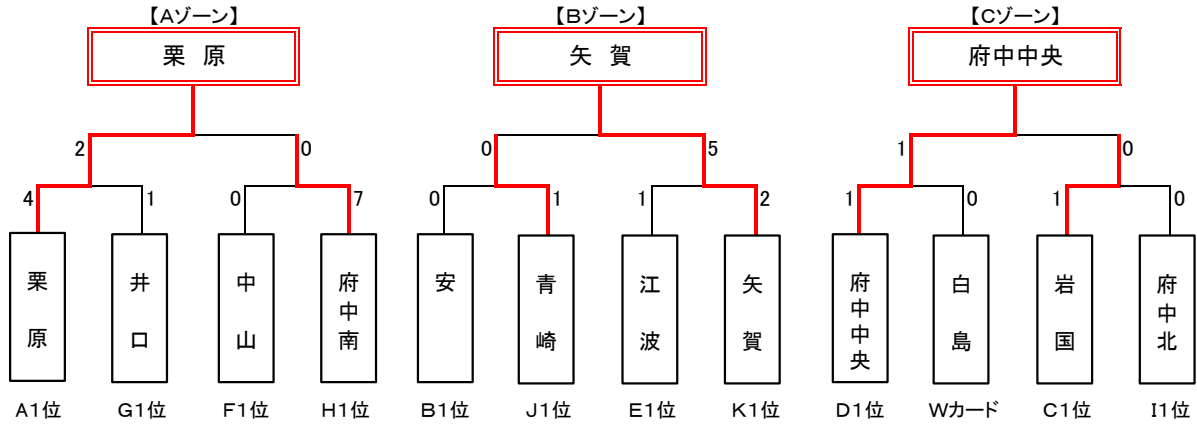 【Aゾーン】 【Bゾーン】 【Cゾーン】
栗原 矢賀 府中中央
2 0 0 5 1 0
4 1 0 7 0 1 1 2 1 0 1 0
栗原 井口 中山 府中南 安 青崎 江波 矢賀 府中中央 白島 岩国 府中北
A1位 G1位 F1位 H1位 B1位 J1位 E1位 K1位 D1位 Wカード C1位 I1位